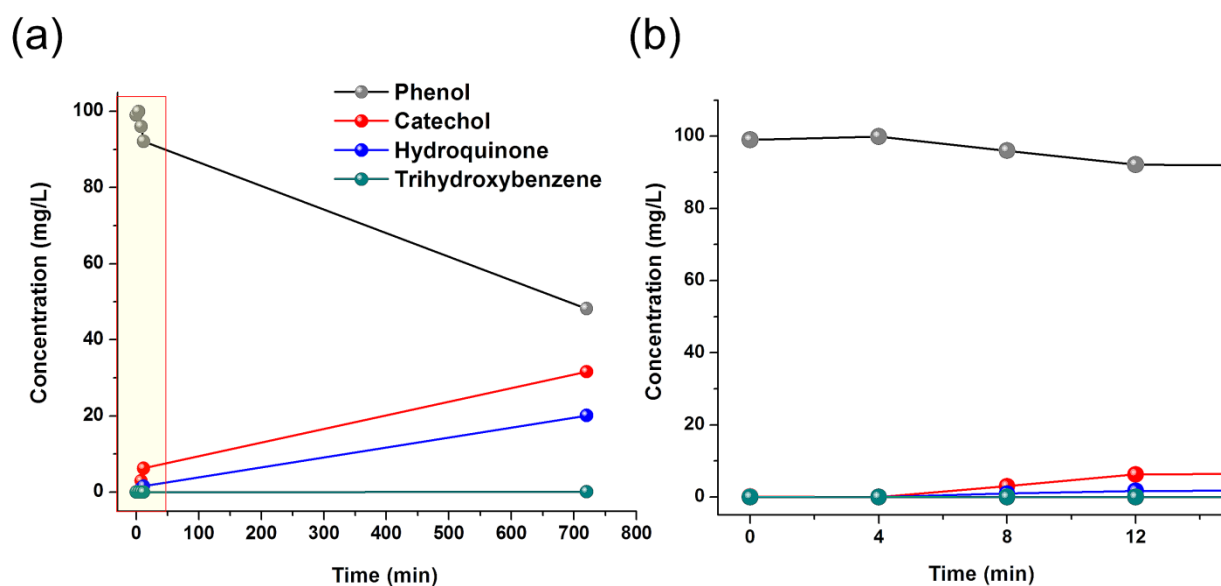 (a)
Phenol
Catechol
Hydroquinone
Trihydroxybenzene
100
80
60
40
20
0
Concentration (mg/L)
0 100 200 300 400 500 600 700 800
Time (min)
(b)
100
80
60
40
20
0
Concentration (mg/L)
0 4 8 12
Time (min)